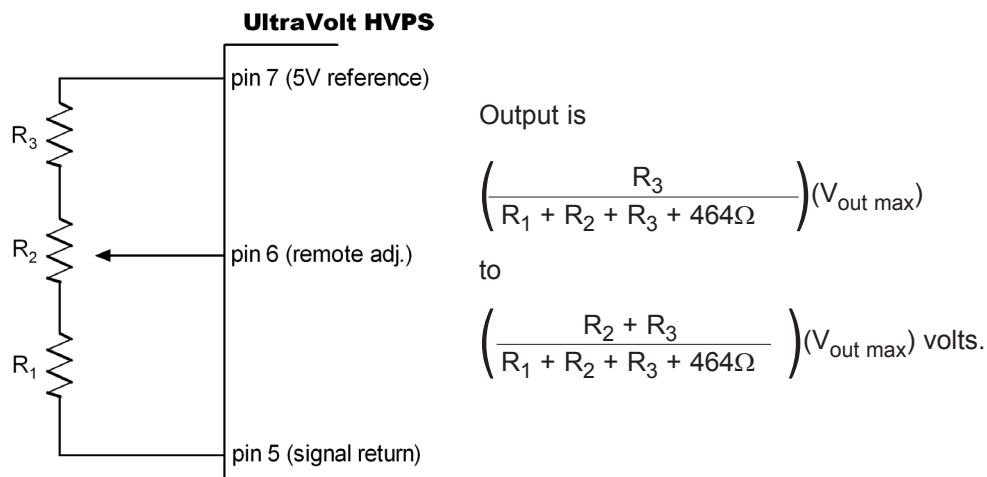 UltraVolt HVPS
pin 7 (5V reference)
R3
R2
pin 6 (remote adj.)
R1
pin 5 (signal return)
Output is
(R3 / R1 + R2 + R3 + 464Ω)(Vout max)
to
(R2 + R3 / R1 + R2 + R3 + 464Ω)(Vout max) volts.